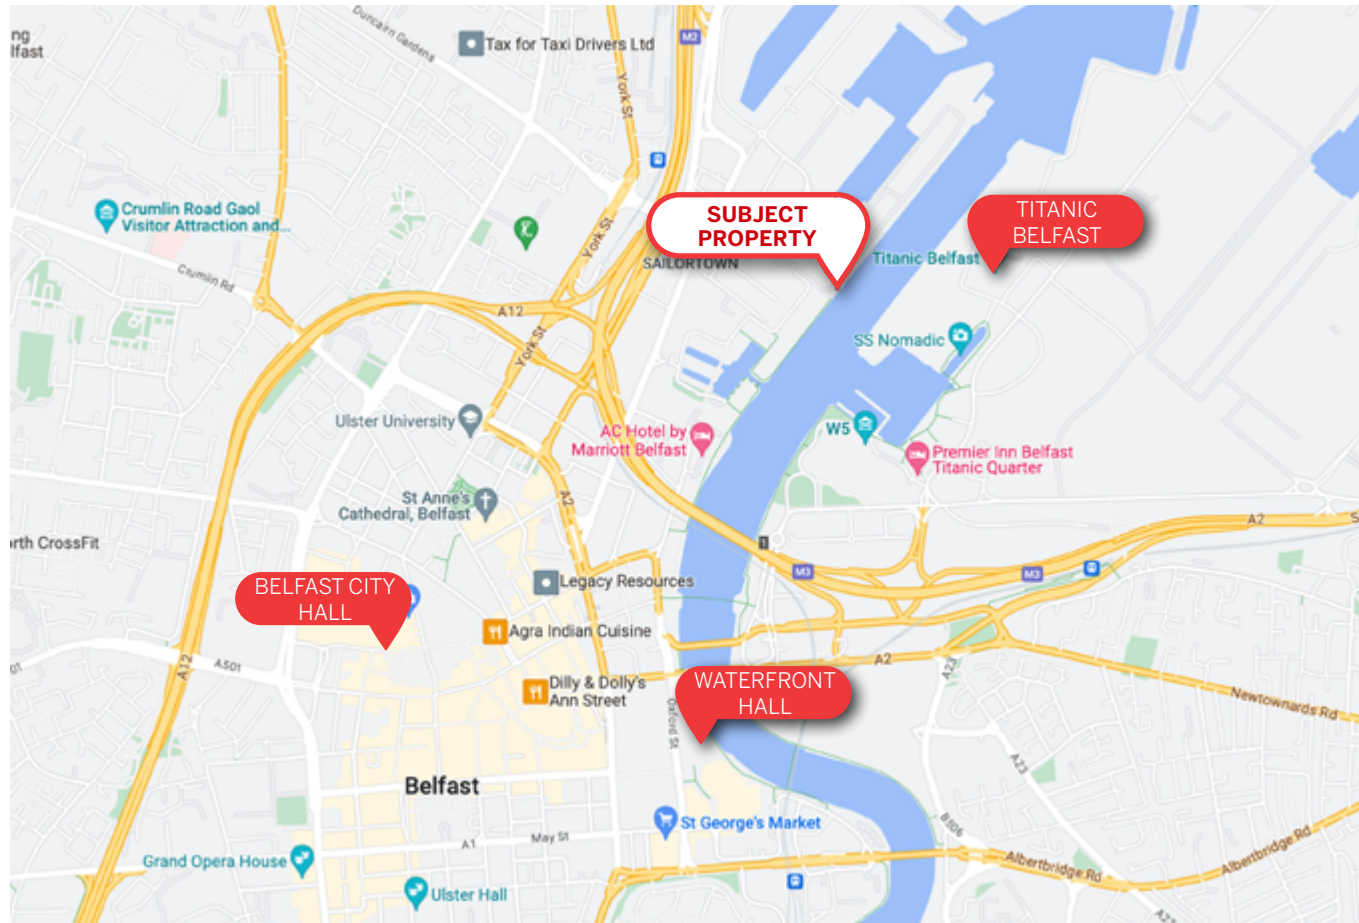 ng
lfast
Duncairn Gardens
Tax for Taxi Drivers Ltd
M2
York St
Crumlin Road Gaol
Visitor Attraction and...
SUBJECT
PROPERTY
TITANIC
BELFAST
York St
SAILORTOWN
Titanic Belfast
Crumlin Rd
A12
York St
SS Nomadic
Ulster University
AC Hotel by
Marriott Belfast
W5
Premier Inn Belfast
Titanic Quarter
St Anne's
Cathedral, Belfast
A2
A2
S
orth CrossFit
1
M3
M3
BELFAST CITY
HALL
Legacy Resources
Agra Indian Cuisine
01
A501
A12
A2
A23
Dilly & Dolly's
Ann Street
WATERFRONT
HALL
Oxford St
Newtownards Rd
A23
Belfast
St George's Market
B506
A1
May St
Grand Opera House
Albertbridge Rd
Albertbridge Rd
Ulster Hall
A23